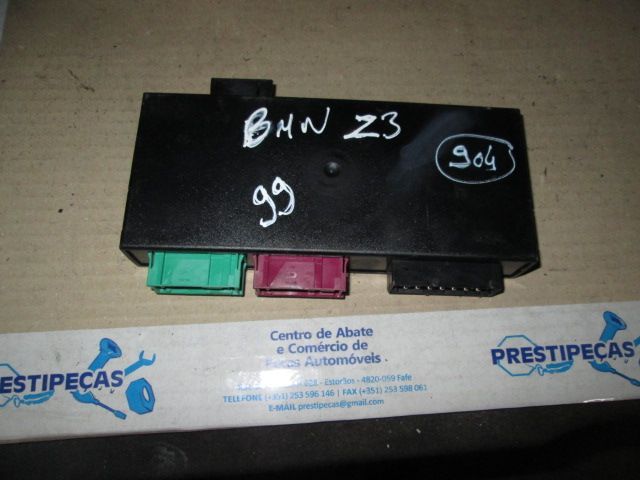 BMW Z3
904
99
Centro de Abate
e Comércio de
Peças Automóveis
PRESTIPEÇAS
PRESTIPEÇAS
Estorãos - 4820-059 Fafe
TELEFONE (+351) 253 596 146 | FAX (+351) 253 598 061
E-MAIL prestipecas@gmail.com